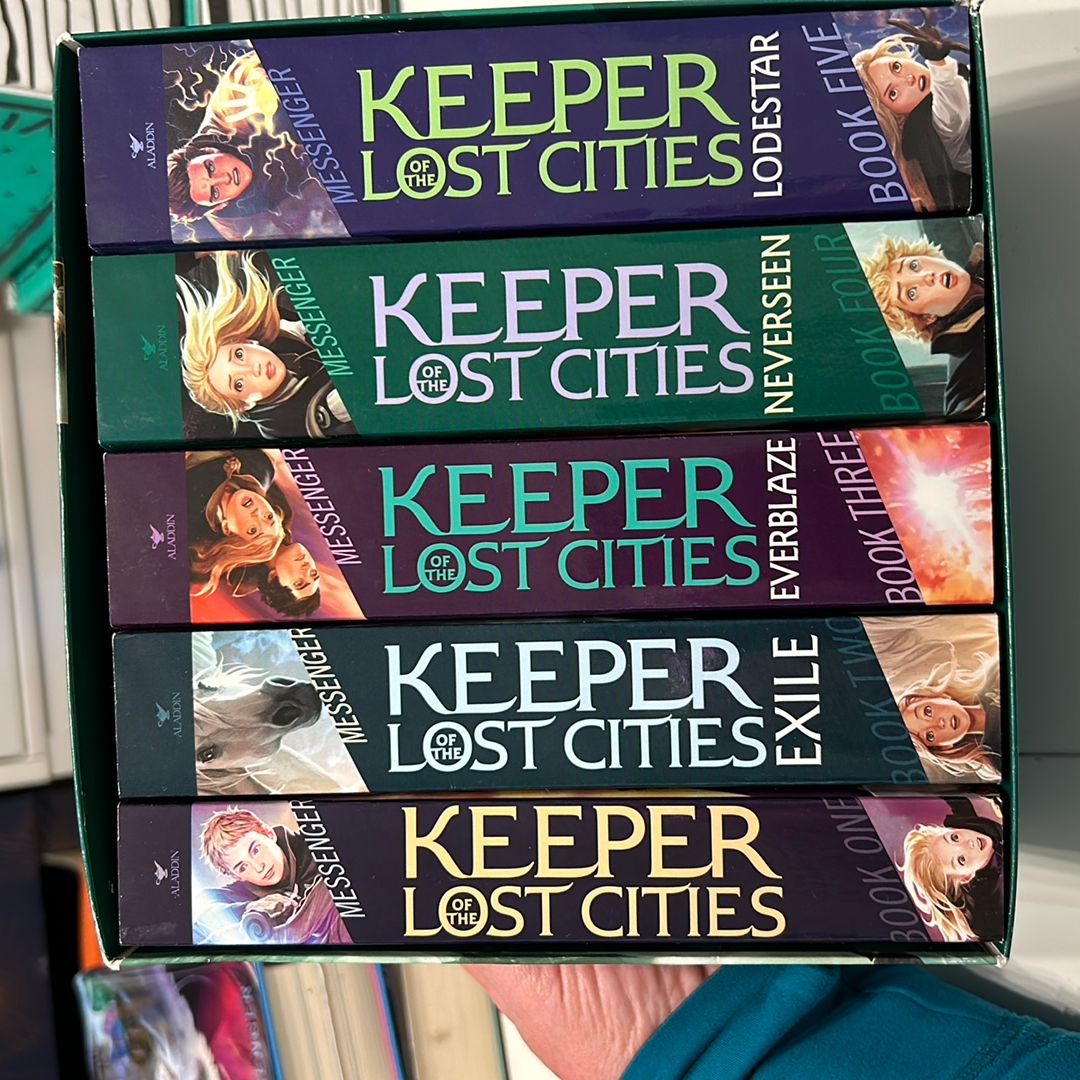 ALADDIN
MESSENGER
KEEPER
OF THE
LOST CITIES
LODESTAR
BOOK FIVE
ALADDIN
MESSENGER
KEEPER
OF THE
LOST CITIES
NEVERSEEN
BOOK FOUR
ALADDIN
MESSENGER
KEEPER
OF THE
LOST CITIES
EVERBLAZE
BOOK THREE
ALADDIN
MESSENGER
KEEPER
OF THE
LOST CITIES
EXILE
BOOK TWO
ALADDIN
MESSENGER
KEEPER
OF THE
LOST CITIES
BOOK ONE